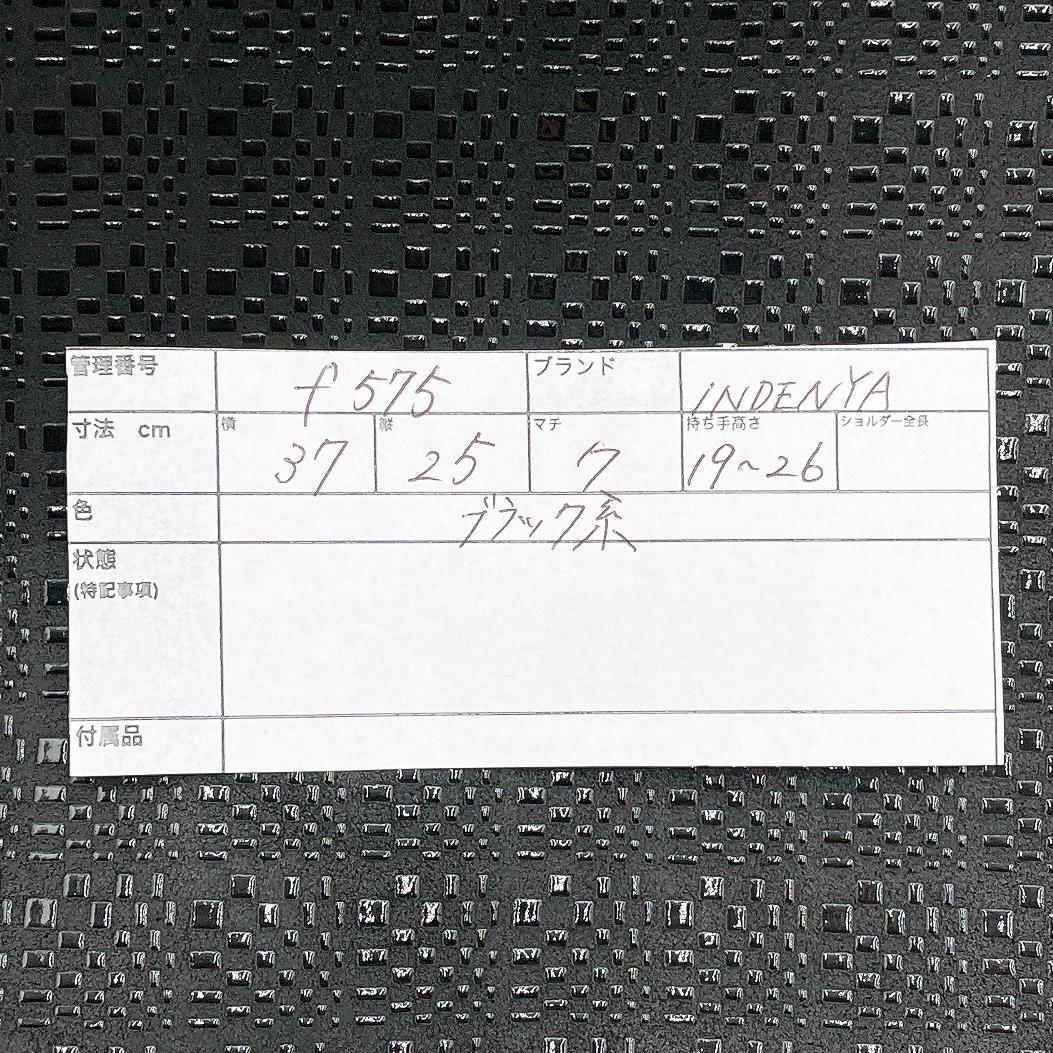 管理番号 f 575 ブランド INDENYA
寸法 cm 横 37 縦 25 マチ 7 持ち手高さ 19~26 ショルダー全長
色 ブラック系
状態
(特記事項)
付属品